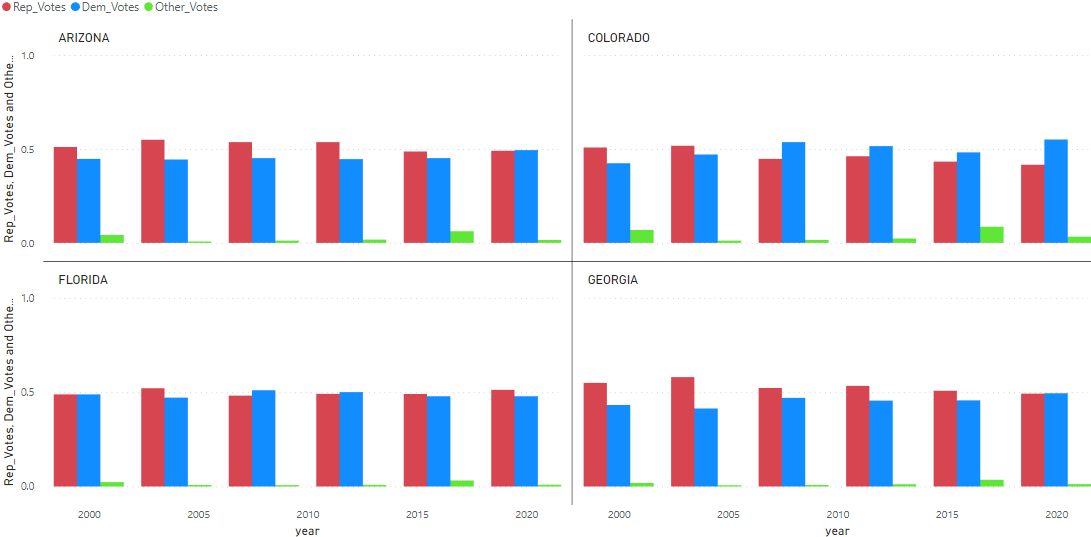 Rep_Votes Dem_Votes Other_Votes
ARIZONA
COLORADO
1.0
0.5
0.0
Rep_Votes, Dem_Votes and Othe...
FLORIDA
GEORGIA
1.0
0.5
0.0
Rep_Votes, Dem_Votes and Othe...
2000 2005 2010 2015 2020
year
2000 2005 2010 2015 2020
year